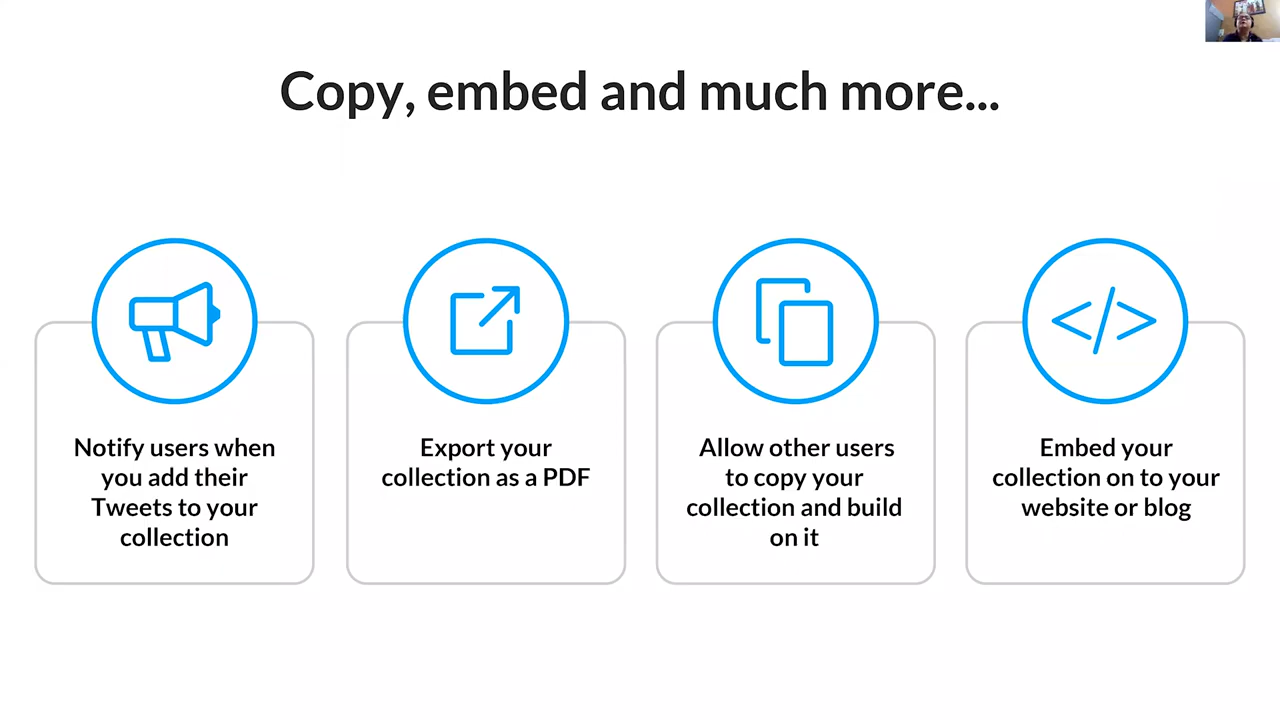 Copy, embed and much more...
Notify users when
you add their
Tweets to your
collection
Export your
collection as a PDF
Allow other users
to copy your
collection and build
on it
Embed your
collection on to your
website or blog